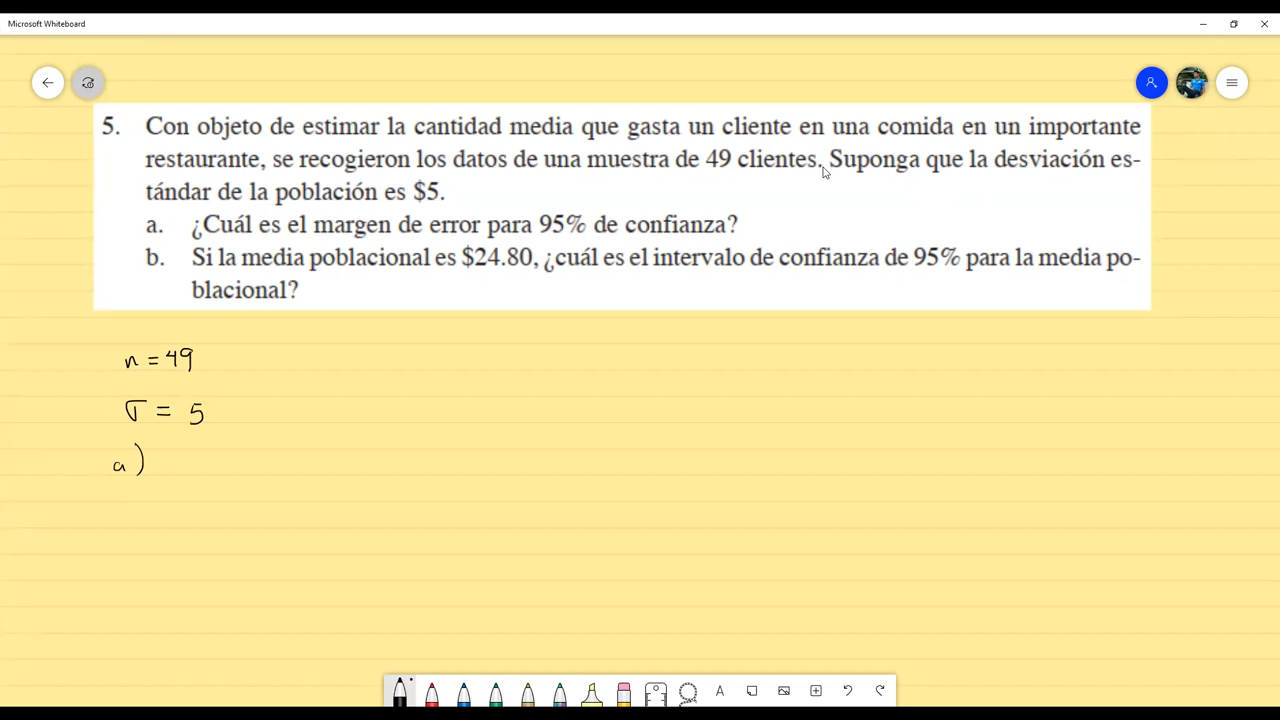 Microsoft Whiteboard
5. Con objeto de estimar la cantidad media que gasta un cliente en una comida en un importante
restaurante, se recogieron los datos de una muestra de 49 clientes. Suponga que la desviación es-
tándar de la población es $5.
a. ¿Cuál es el margen de error para 95% de confianza?
b. Si la media poblacional es $24.80, ¿cuál es el intervalo de confianza de 95% para la media po-
blacional?
n = 49
σ = 5
a)
A